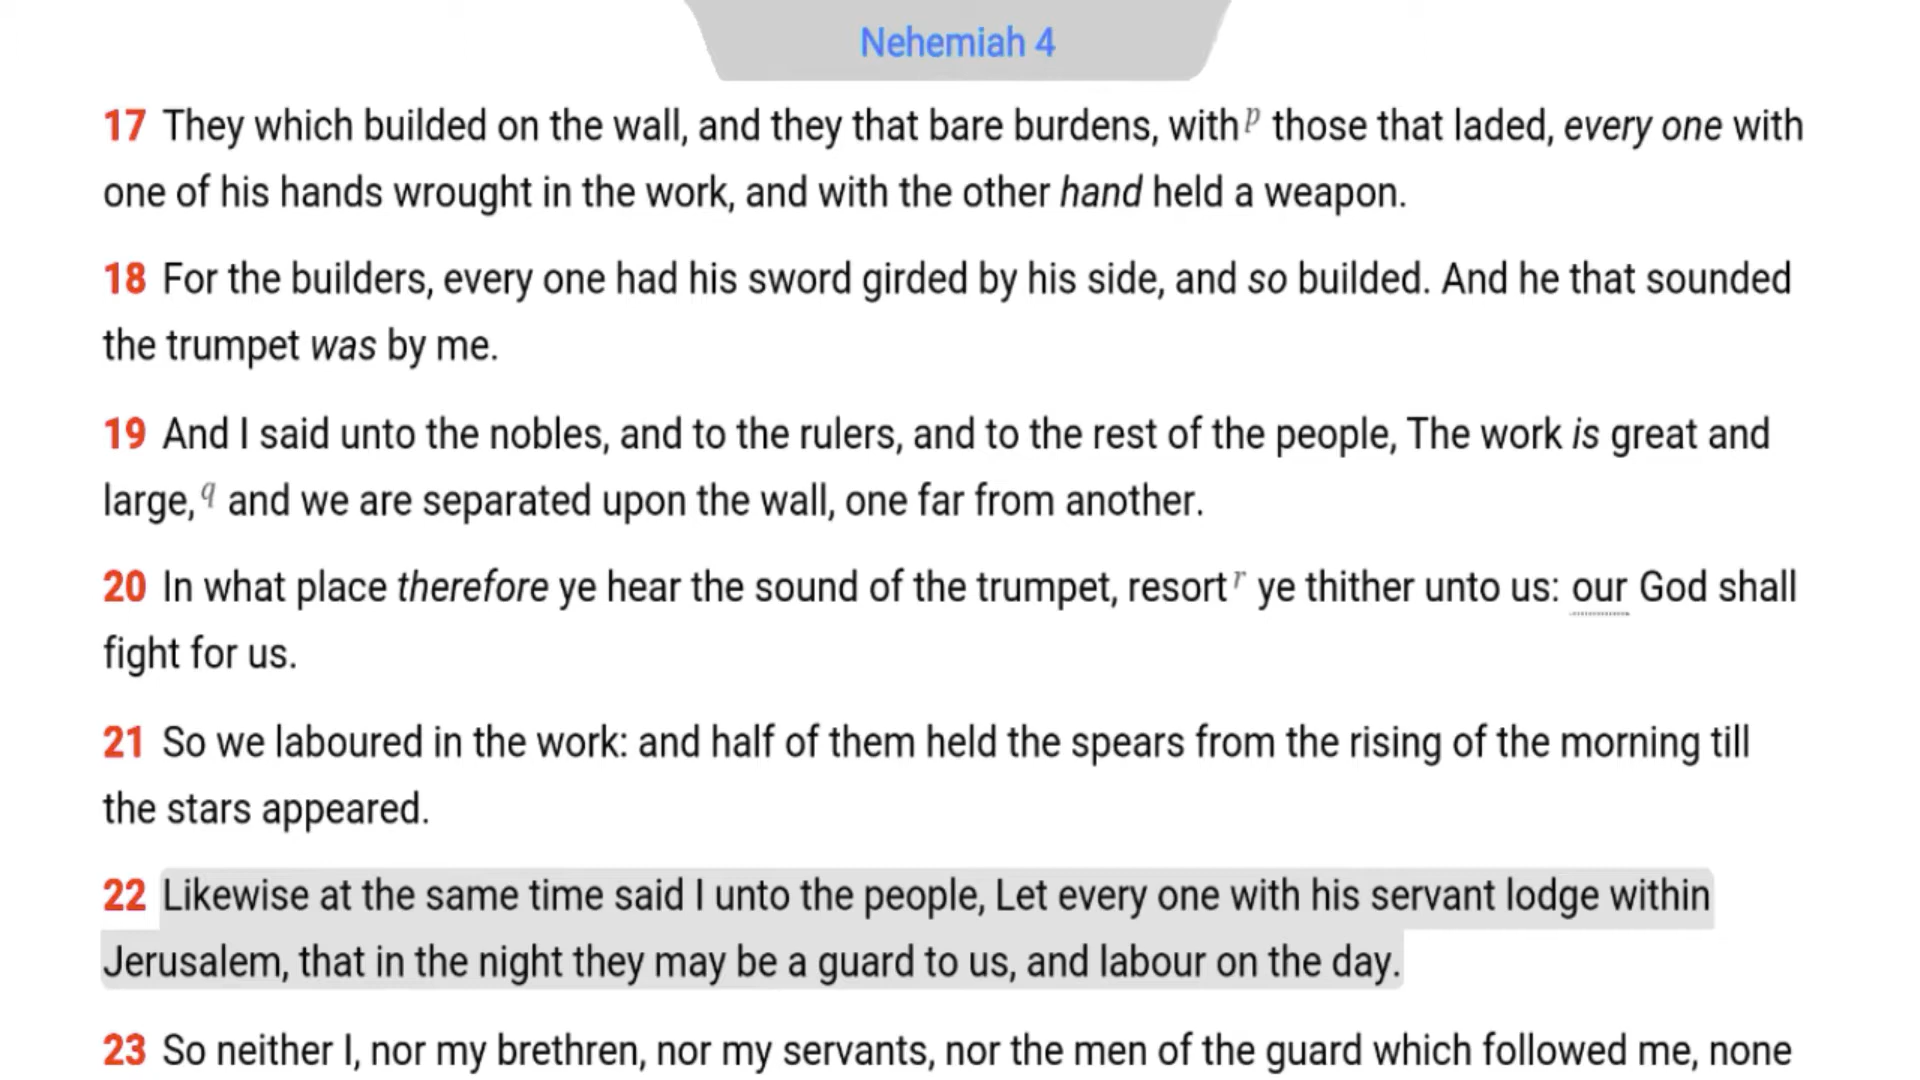 Nehemiah 4
17 They which builded on the wall, and they that bare burdens, with p those that laded, every one with
one of his hands wrought in the work, and with the other hand held a weapon.
18 For the builders, every one had his sword girded by his side, and so builded. And he that sounded
the trumpet was by me.
19 And I said unto the nobles, and to the rulers, and to the rest of the people, The work is great and
large, q and we are separated upon the wall, one far from another.
20 In what place therefore ye hear the sound of the trumpet, resort r ye thither unto us: our God shall
fight for us.
21 So we laboured in the work: and half of them held the spears from the rising of the morning till
the stars appeared.
22 Likewise at the same time said I unto the people, Let every one with his servant lodge within
Jerusalem, that in the night they may be a guard to us, and labour on the day.
23 So neither I, nor my brethren, nor my servants, nor the men of the guard which followed me, none